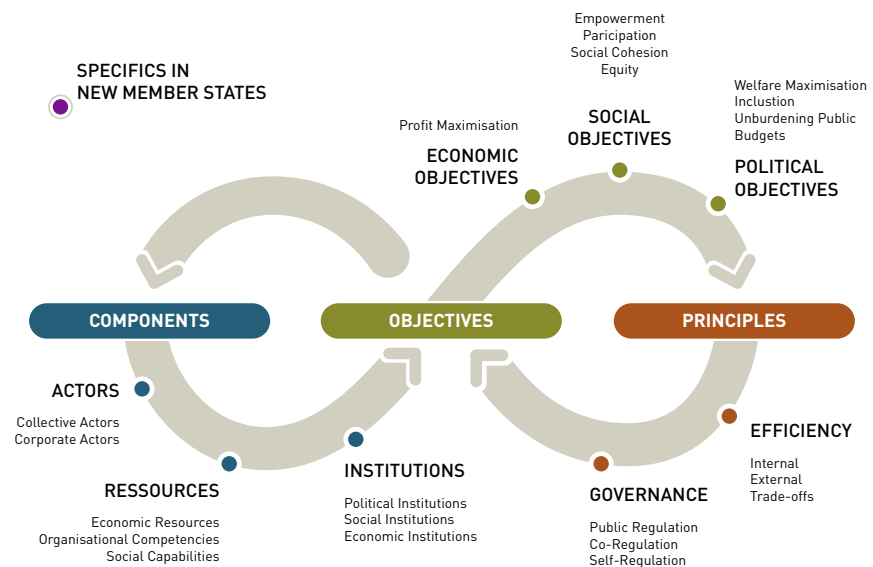 SPECIFICS IN
NEW MEMBER STATES
Profit Maximisation
ECONOMIC
OBJECTIVES
Empowerment
Paricipation
Social Cohesion
Equity
SOCIAL
OBJECTIVES
Welfare Maximisation
Inclustion
Unburdening Public
Budgets
POLITICAL
OBJECTIVES
COMPONENTS
OBJECTIVES
PRINCIPLES
ACTORS
Collective Actors
Corporate Actors
RESSOURCES
Economic Resources
Organisational Competencies
Social Capabilities
INSTITUTIONS
Political Institutions
Social Institutions
Economic Institutions
GOVERNANCE
Public Regulation
Co-Regulation
Self-Regulation
EFFICIENCY
Internal
External
Trade-offs